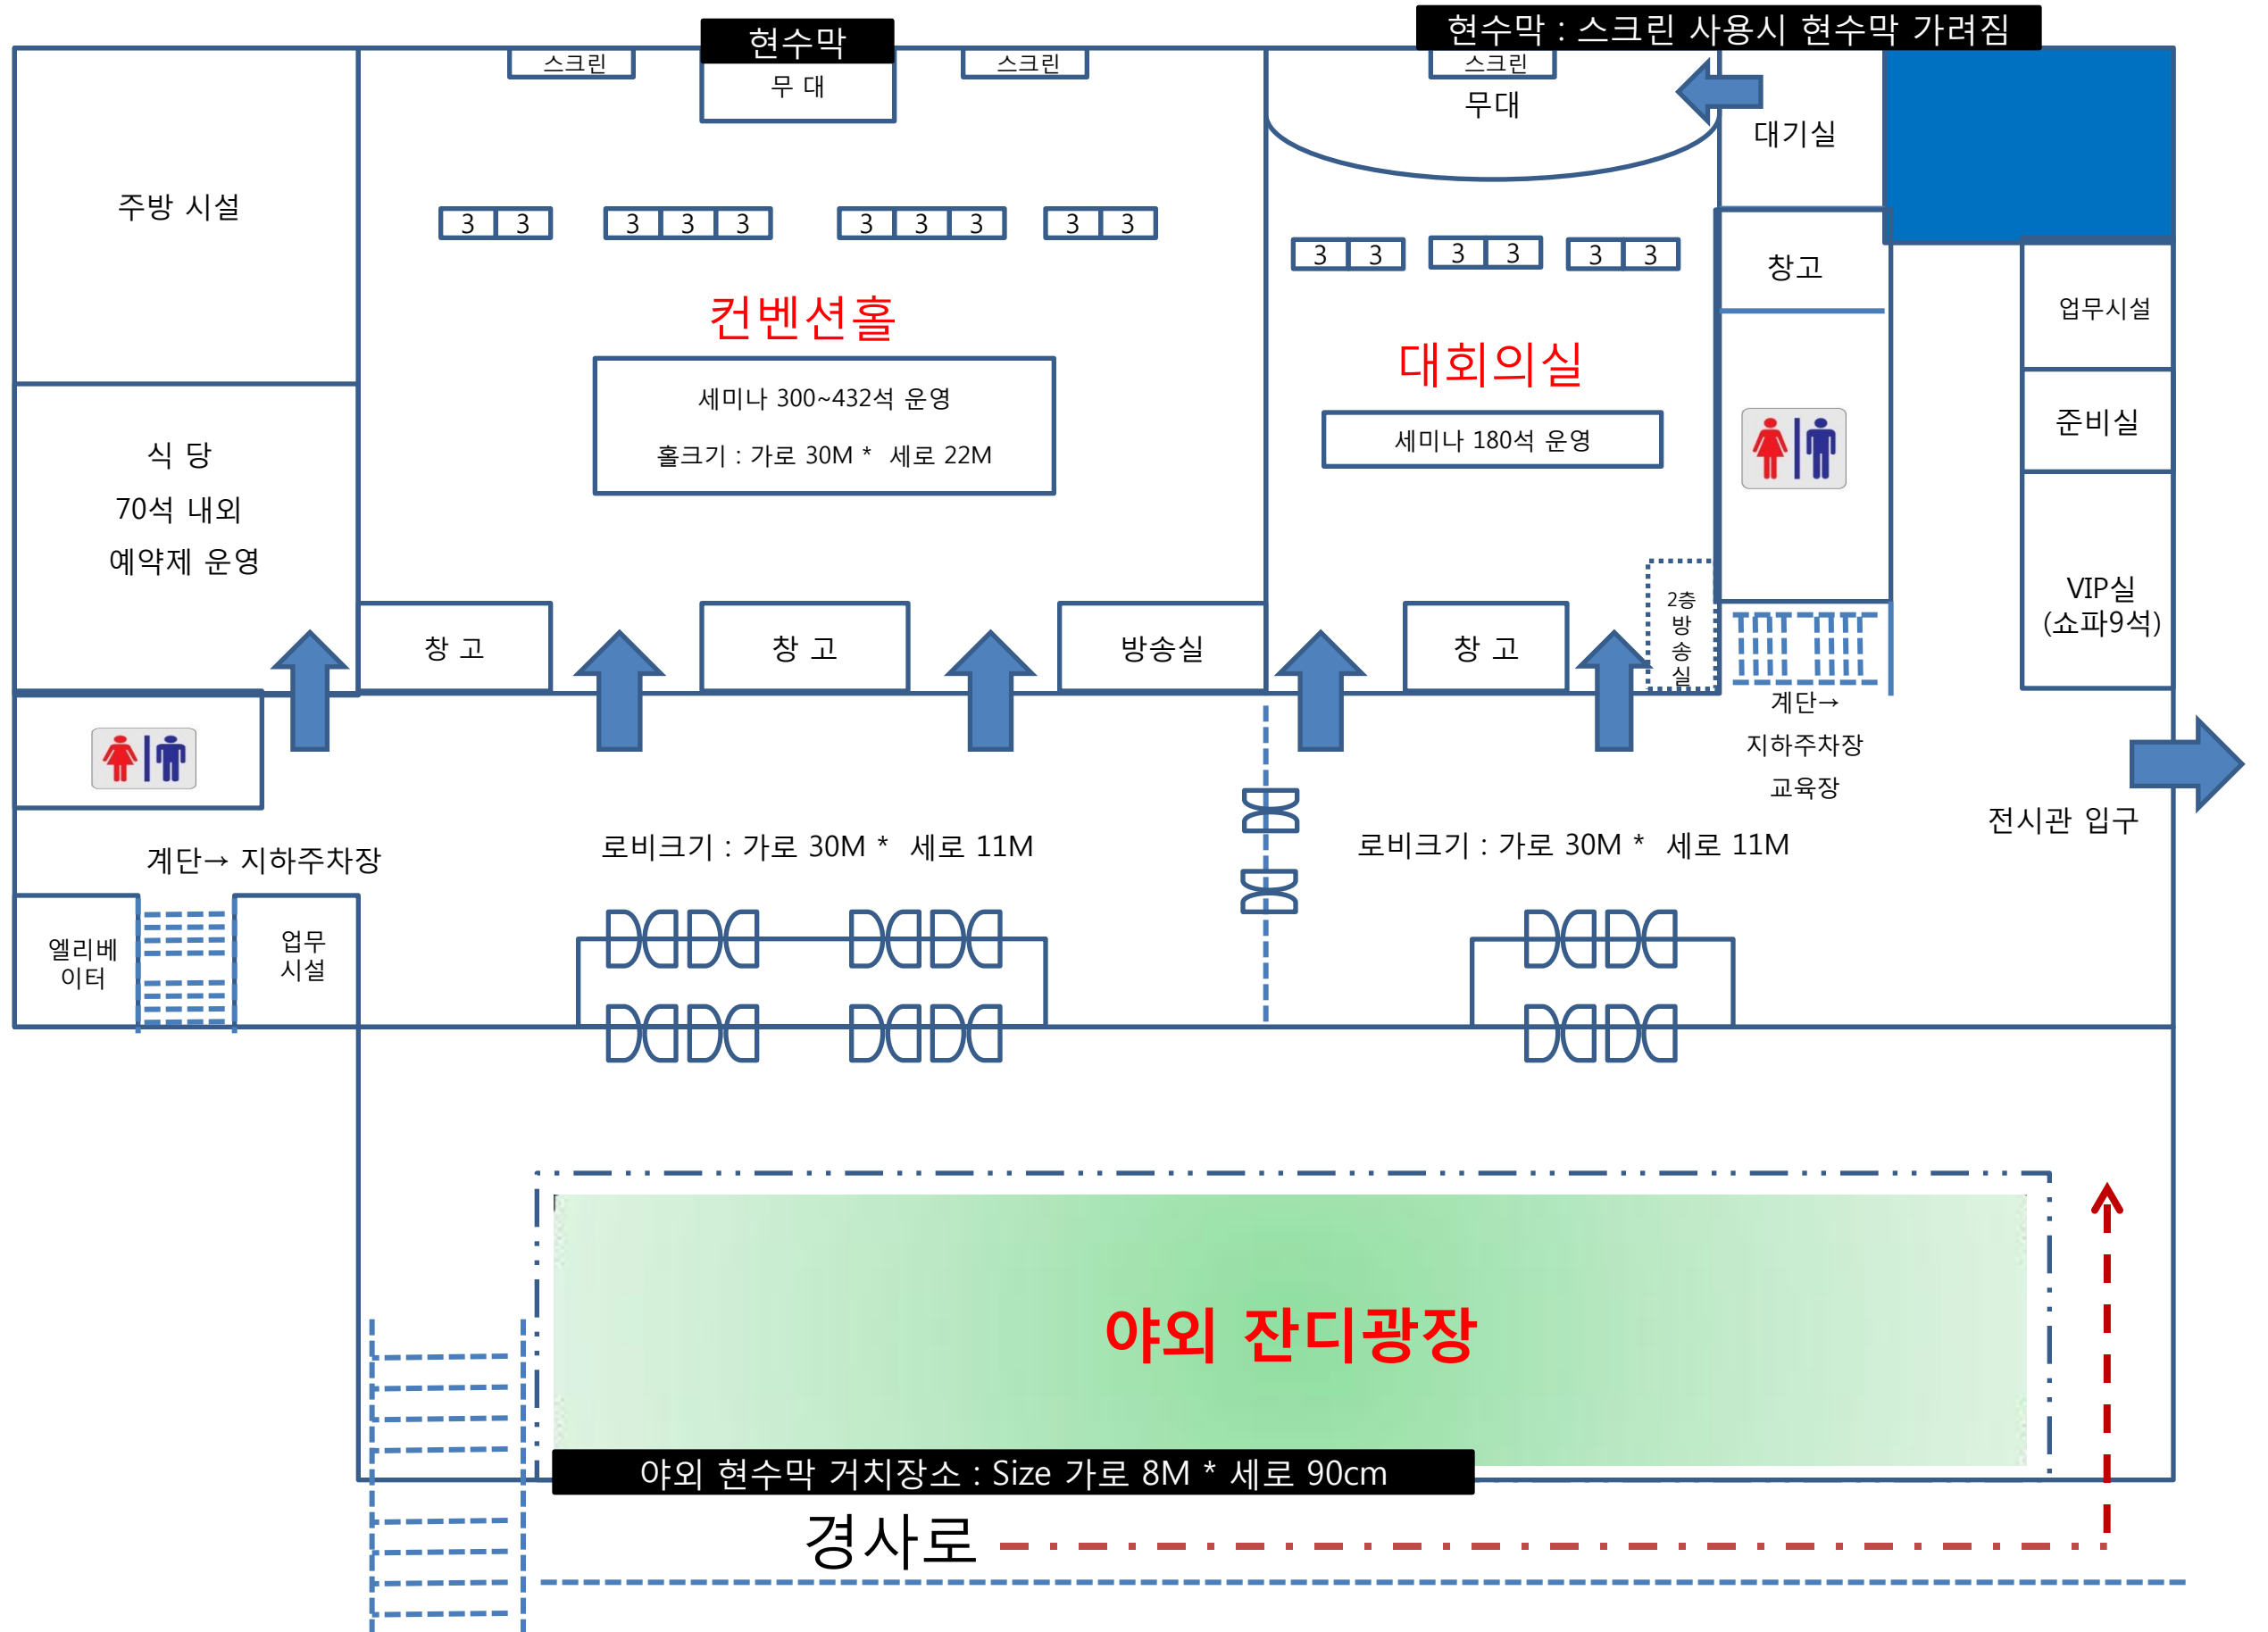 현수막
현수막 : 스크린 사용시 현수막 가려짐
스크린
무 대
스크린
스크린
무대
대기실
주방 시설
3 3
3 3 3
3 3 3
3 3
3 3
3 3
3 3
창고
업무시설
컨벤션홀
세미나 300~432석 운영
홀크기 : 가로 30M * 세로 22M
대회의실
세미나 180석 운영
준비실
식 당
70석 내외
예약제 운영
VIP실
(쇼파9석)
창 고
창 고
방송실
창 고
2층
방
송
실
계단→
지하주차장
교육장
전시관 입구
로비크기 : 가로 30M * 세로 11M
로비크기 : 가로 30M * 세로 11M
계단→ 지하주차장
엘리베
이터
업무
시설
야외 잔디광장
야외 현수막 거치장소 : Size 가로 8M * 세로 90cm
경사로